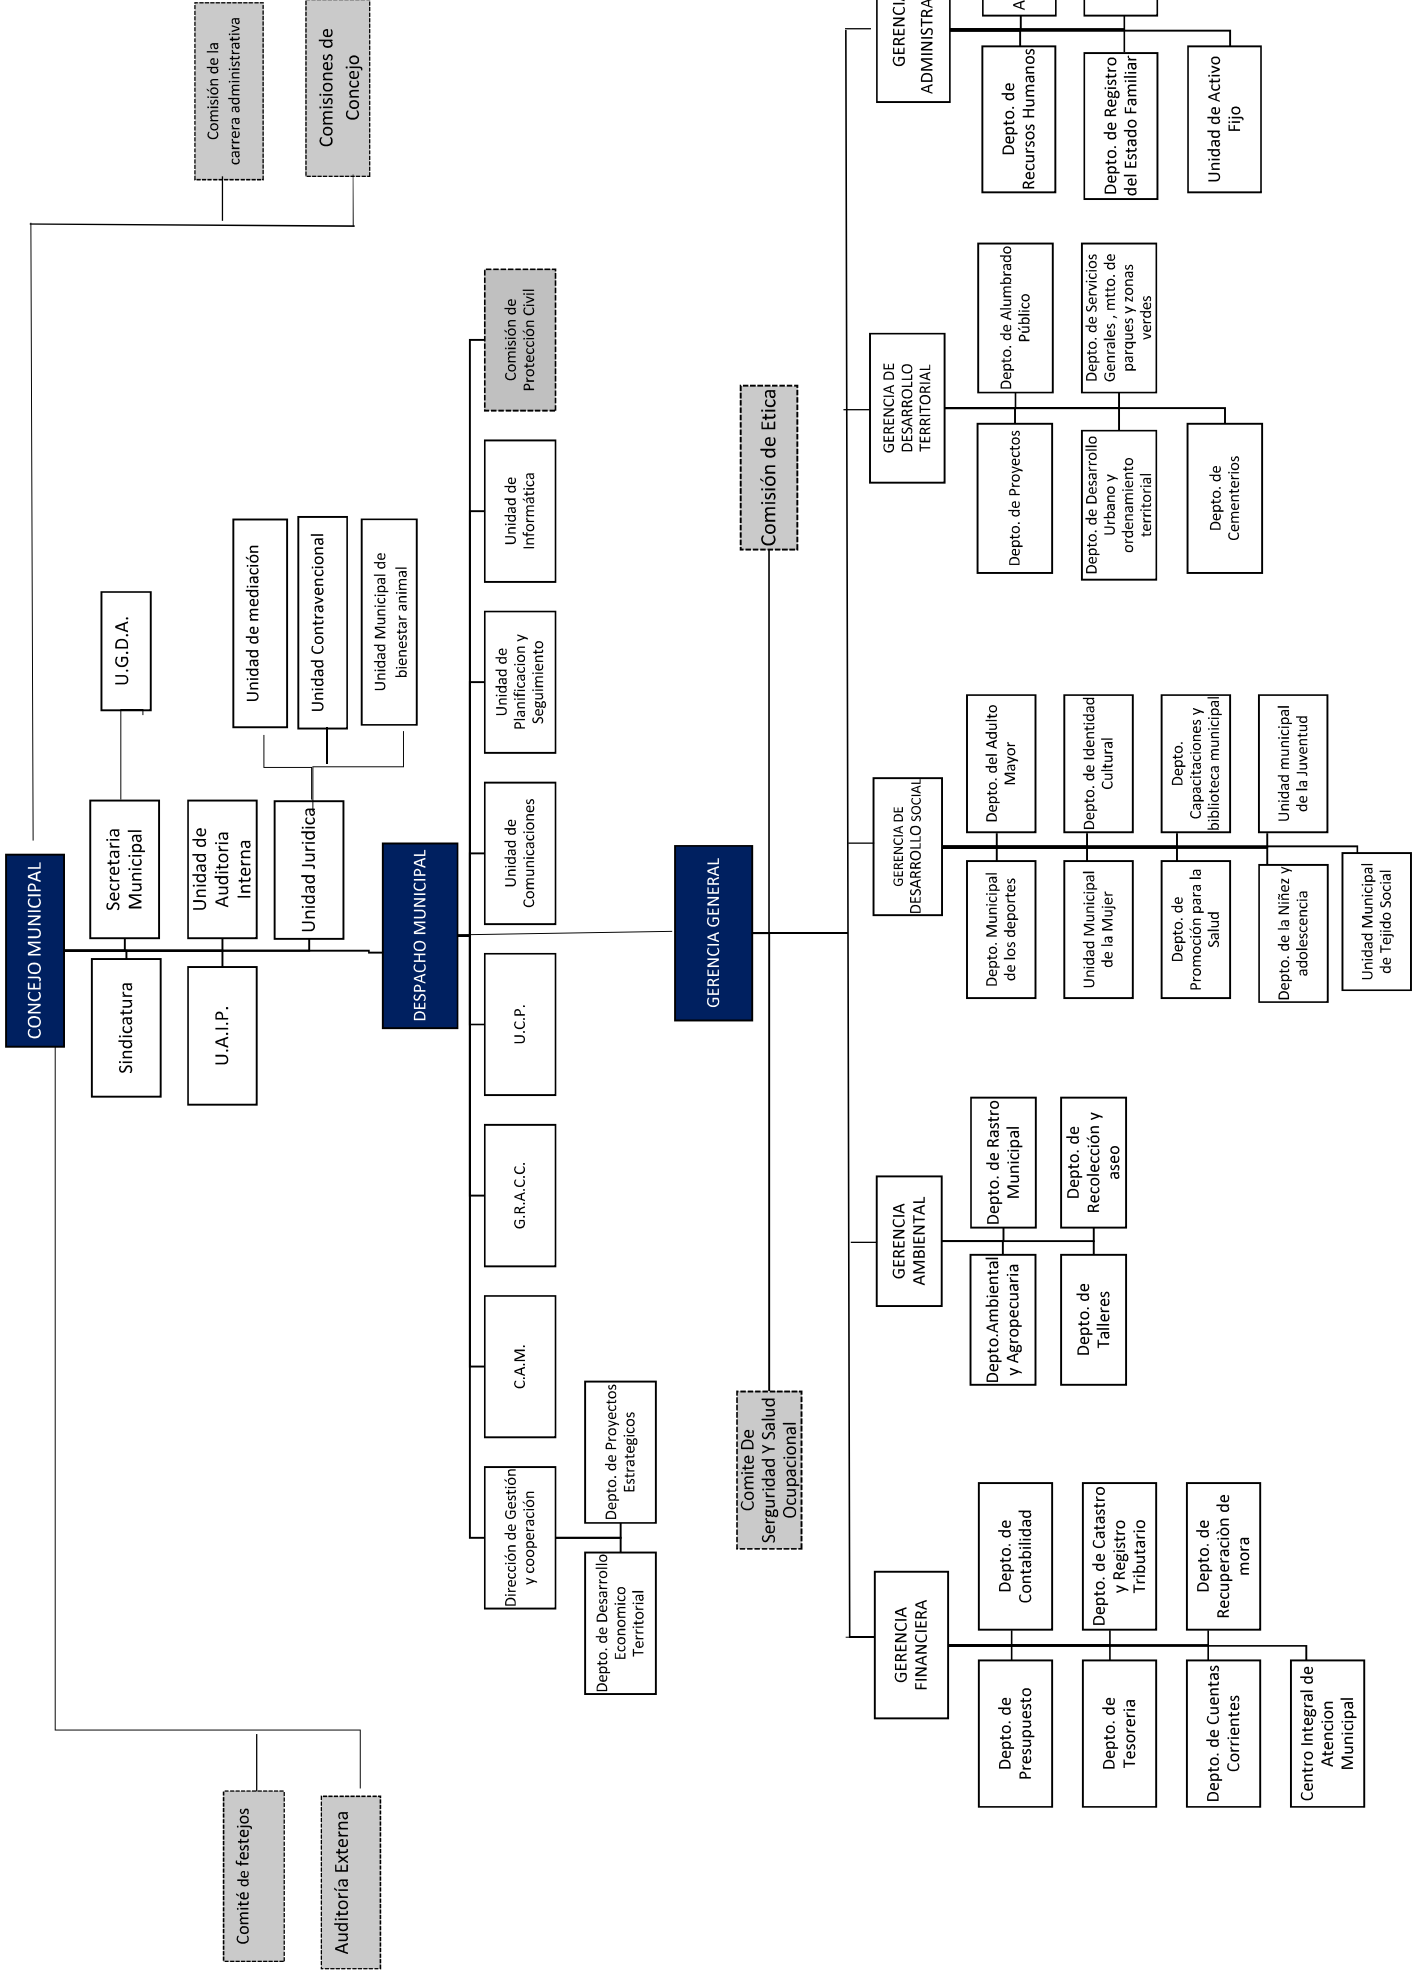 CONCEJO MUNICIPAL
Sindicatura
Secretaria
Municipal
U.G.D.A.
U.A.I.P.
Unidad de
Auditoria
Interna
Unidad Juridica
Unidad de mediación
Unidad Contravencional
Unidad Municipal de
bienestar animal
Comité de festejos
Auditoría Externa
Comisión de la
carrera administrativa
Comisiones de
Concejo
DESPACHO MUNICIPAL
Dirección de Gestión
y cooperación
C.A.M.
G.R.A.C.C.
U.C.P.
Unidad de
Comunicaciones
Unidad de
Planificacion y
Seguimiento
Unidad de
Informática
Comisión de
Protección Civil
Depto. de Desarrollo
Economico
Territorial
Depto. de Proyectos
Estrategicos
GERENCIA GENERAL
Comite De
Serguridad Y Salud
Ocupacional
Comisión de Etica
GERENCIA
FINANCIERA
Depto. de
Presupuesto
Depto. de
Contabilidad
Depto. de
Tesoreria
Depto. de Catastro
y Registro
Tributario
Depto. de Cuentas
Corrientes
Depto. de
Recuperaciòn de
mora
Centro Integral de
Atencion
Municipal
GERENCIA
AMBIENTAL
Depto.Ambiental
y Agropecuaria
Depto. de Rastro
Municipal
Depto. de
Talleres
Depto. de
Recolección y
aseo
GERENCIA DE
DESARROLLO SOCIAL
Depto. Municipal
de los deportes
Depto. del Adulto
Mayor
Unidad Municipal
de la Mujer
Depto. de Identidad
Cultural
Depto. de
Promoción para la
Salud
Depto.
Capacitaciones y
biblioteca municipal
Depto. de la Niñez y
adolescencia
Unidad municipal
de la Juventud
Unidad Municipal
de Tejido Social
GERENCIA DE
DESARROLLO
TERRITORIAL
Depto. de Proyectos
Depto. de Alumbrado
Público
Depto. de Desarrollo
Urbano y
ordenamiento
territorial
Depto. de Servicios
Genrales , mtto. de
parques y zonas
verdes
Depto. de
Cementerios
GERENCI
ADMINISTRA
Depto. de
Recursos Humanos
A
Depto. de Registro
del Estado Familiar
Unidad de Activo
Fijo